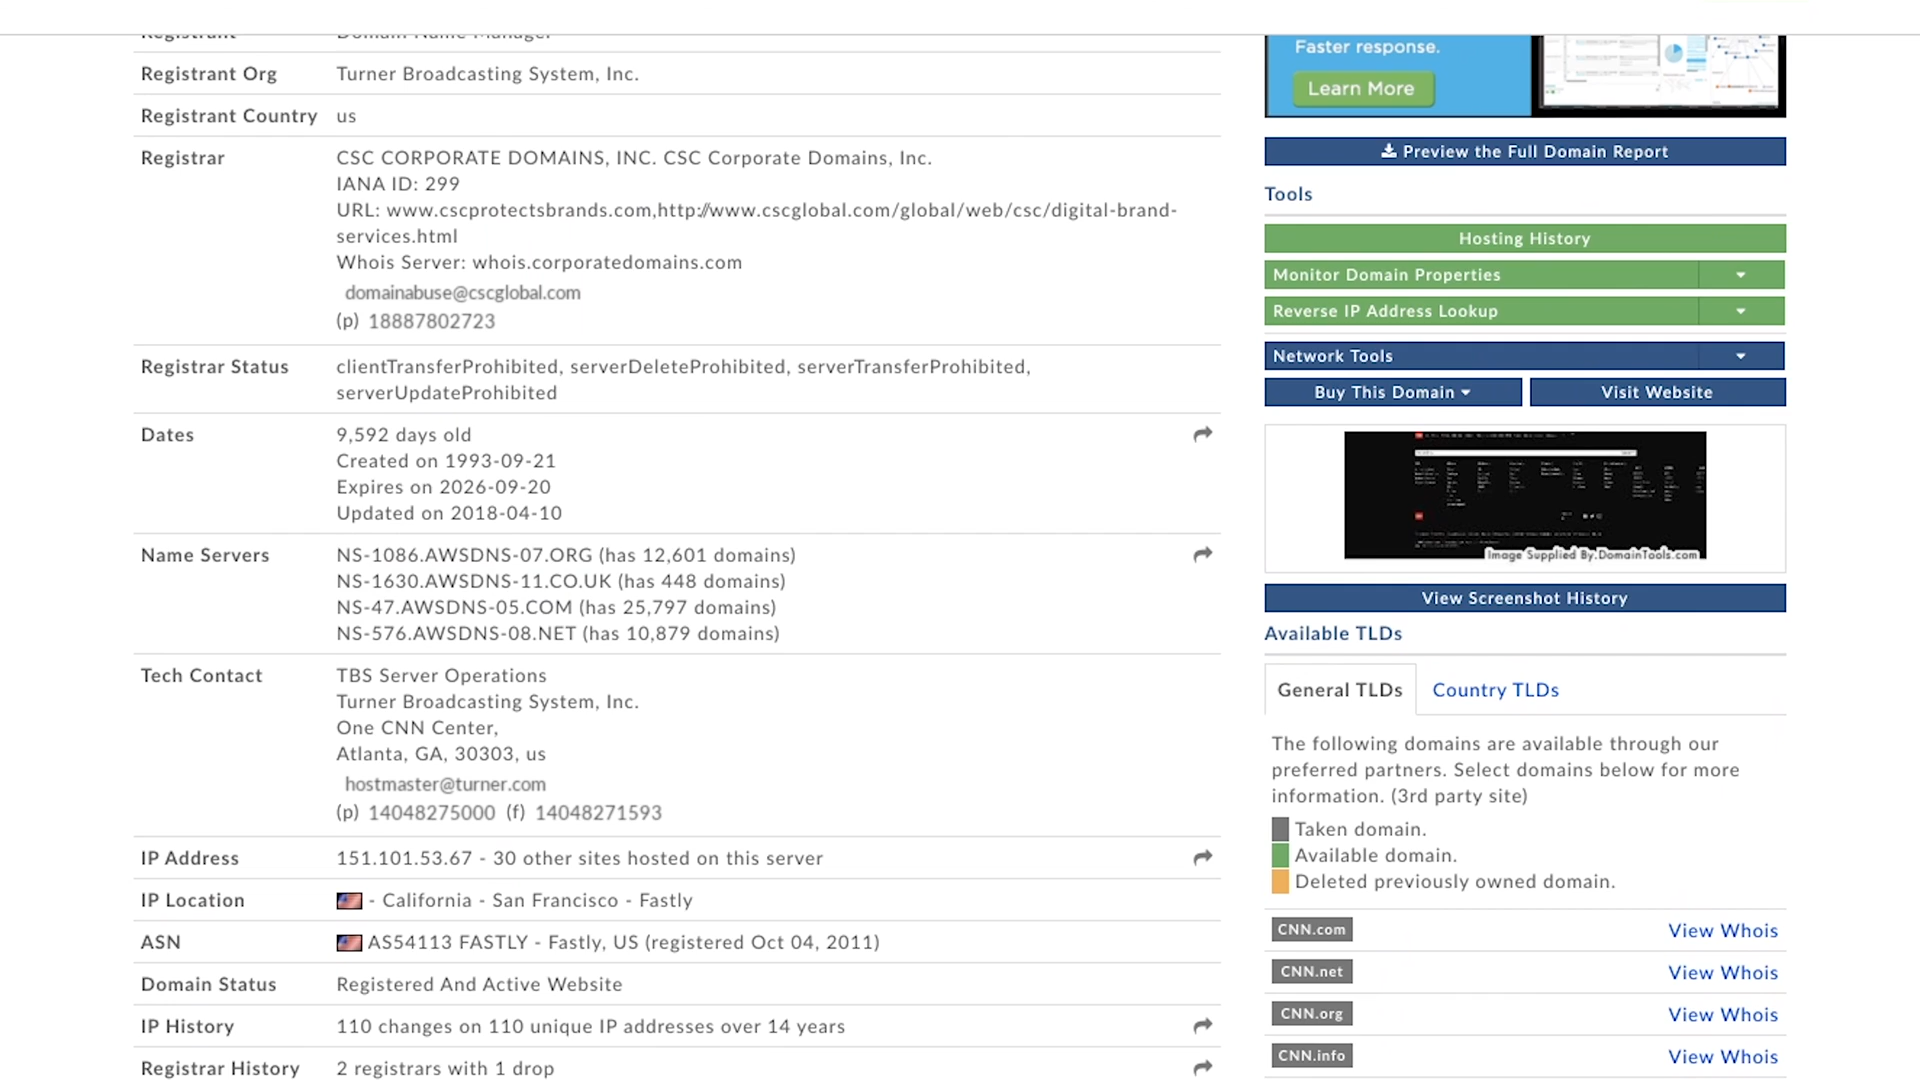 Registrant Domain Name Manager
Registrant Org Turner Broadcasting System, Inc.
Registrant Country us
Registrar CSC CORPORATE DOMAINS, INC. CSC Corporate Domains, Inc.
IANA ID: 299
URL: www.cscprotectsbrands.com,http://www.cscglobal.com/global/web/csc/digital-brand-
services.html
Whois Server: whois.corporatedomains.com
domainabuse@cscglobal.com
(p) 18887802723
Registrar Status clientTransferProhibited, serverDeleteProhibited, serverTransferProhibited,
serverUpdateProhibited
Dates 9,592 days old
Created on 1993-09-21
Expires on 2026-09-20
Updated on 2018-04-10
Name Servers NS-1086.AWSDNS-07.ORG (has 12,601 domains)
NS-1630.AWSDNS-11.CO.UK (has 448 domains)
NS-47.AWSDNS-05.COM (has 25,797 domains)
NS-576.AWSDNS-08.NET (has 10,879 domains)
Tech Contact TBS Server Operations
Turner Broadcasting System, Inc.
One CNN Center,
Atlanta, GA, 30303, us
hostmaster@turner.com
(p) 14048275000 (f) 14048271593
IP Address 151.101.53.67 - 30 other sites hosted on this server
IP Location - California - San Francisco - Fastly
ASN AS54113 FASTLY - Fastly, US (registered Oct 04, 2011)
Domain Status Registered And Active Website
IP History 110 changes on 110 unique IP addresses over 14 years
Registrar History 2 registrars with 1 drop
Faster response.
Learn More
Preview the Full Domain Report
Tools
Hosting History
Monitor Domain Properties
Reverse IP Address Lookup
Network Tools
Buy This Domain
Visit Website
Image Supplied By DomainTools.com
View Screenshot History
Available TLDs
General TLDs Country TLDs
The following domains are available through our
preferred partners. Select domains below for more
information. (3rd party site)
Taken domain.
Available domain.
Deleted previously owned domain.
CNN.com View Whois
CNN.net View Whois
CNN.org View Whois
CNN.info View Whois